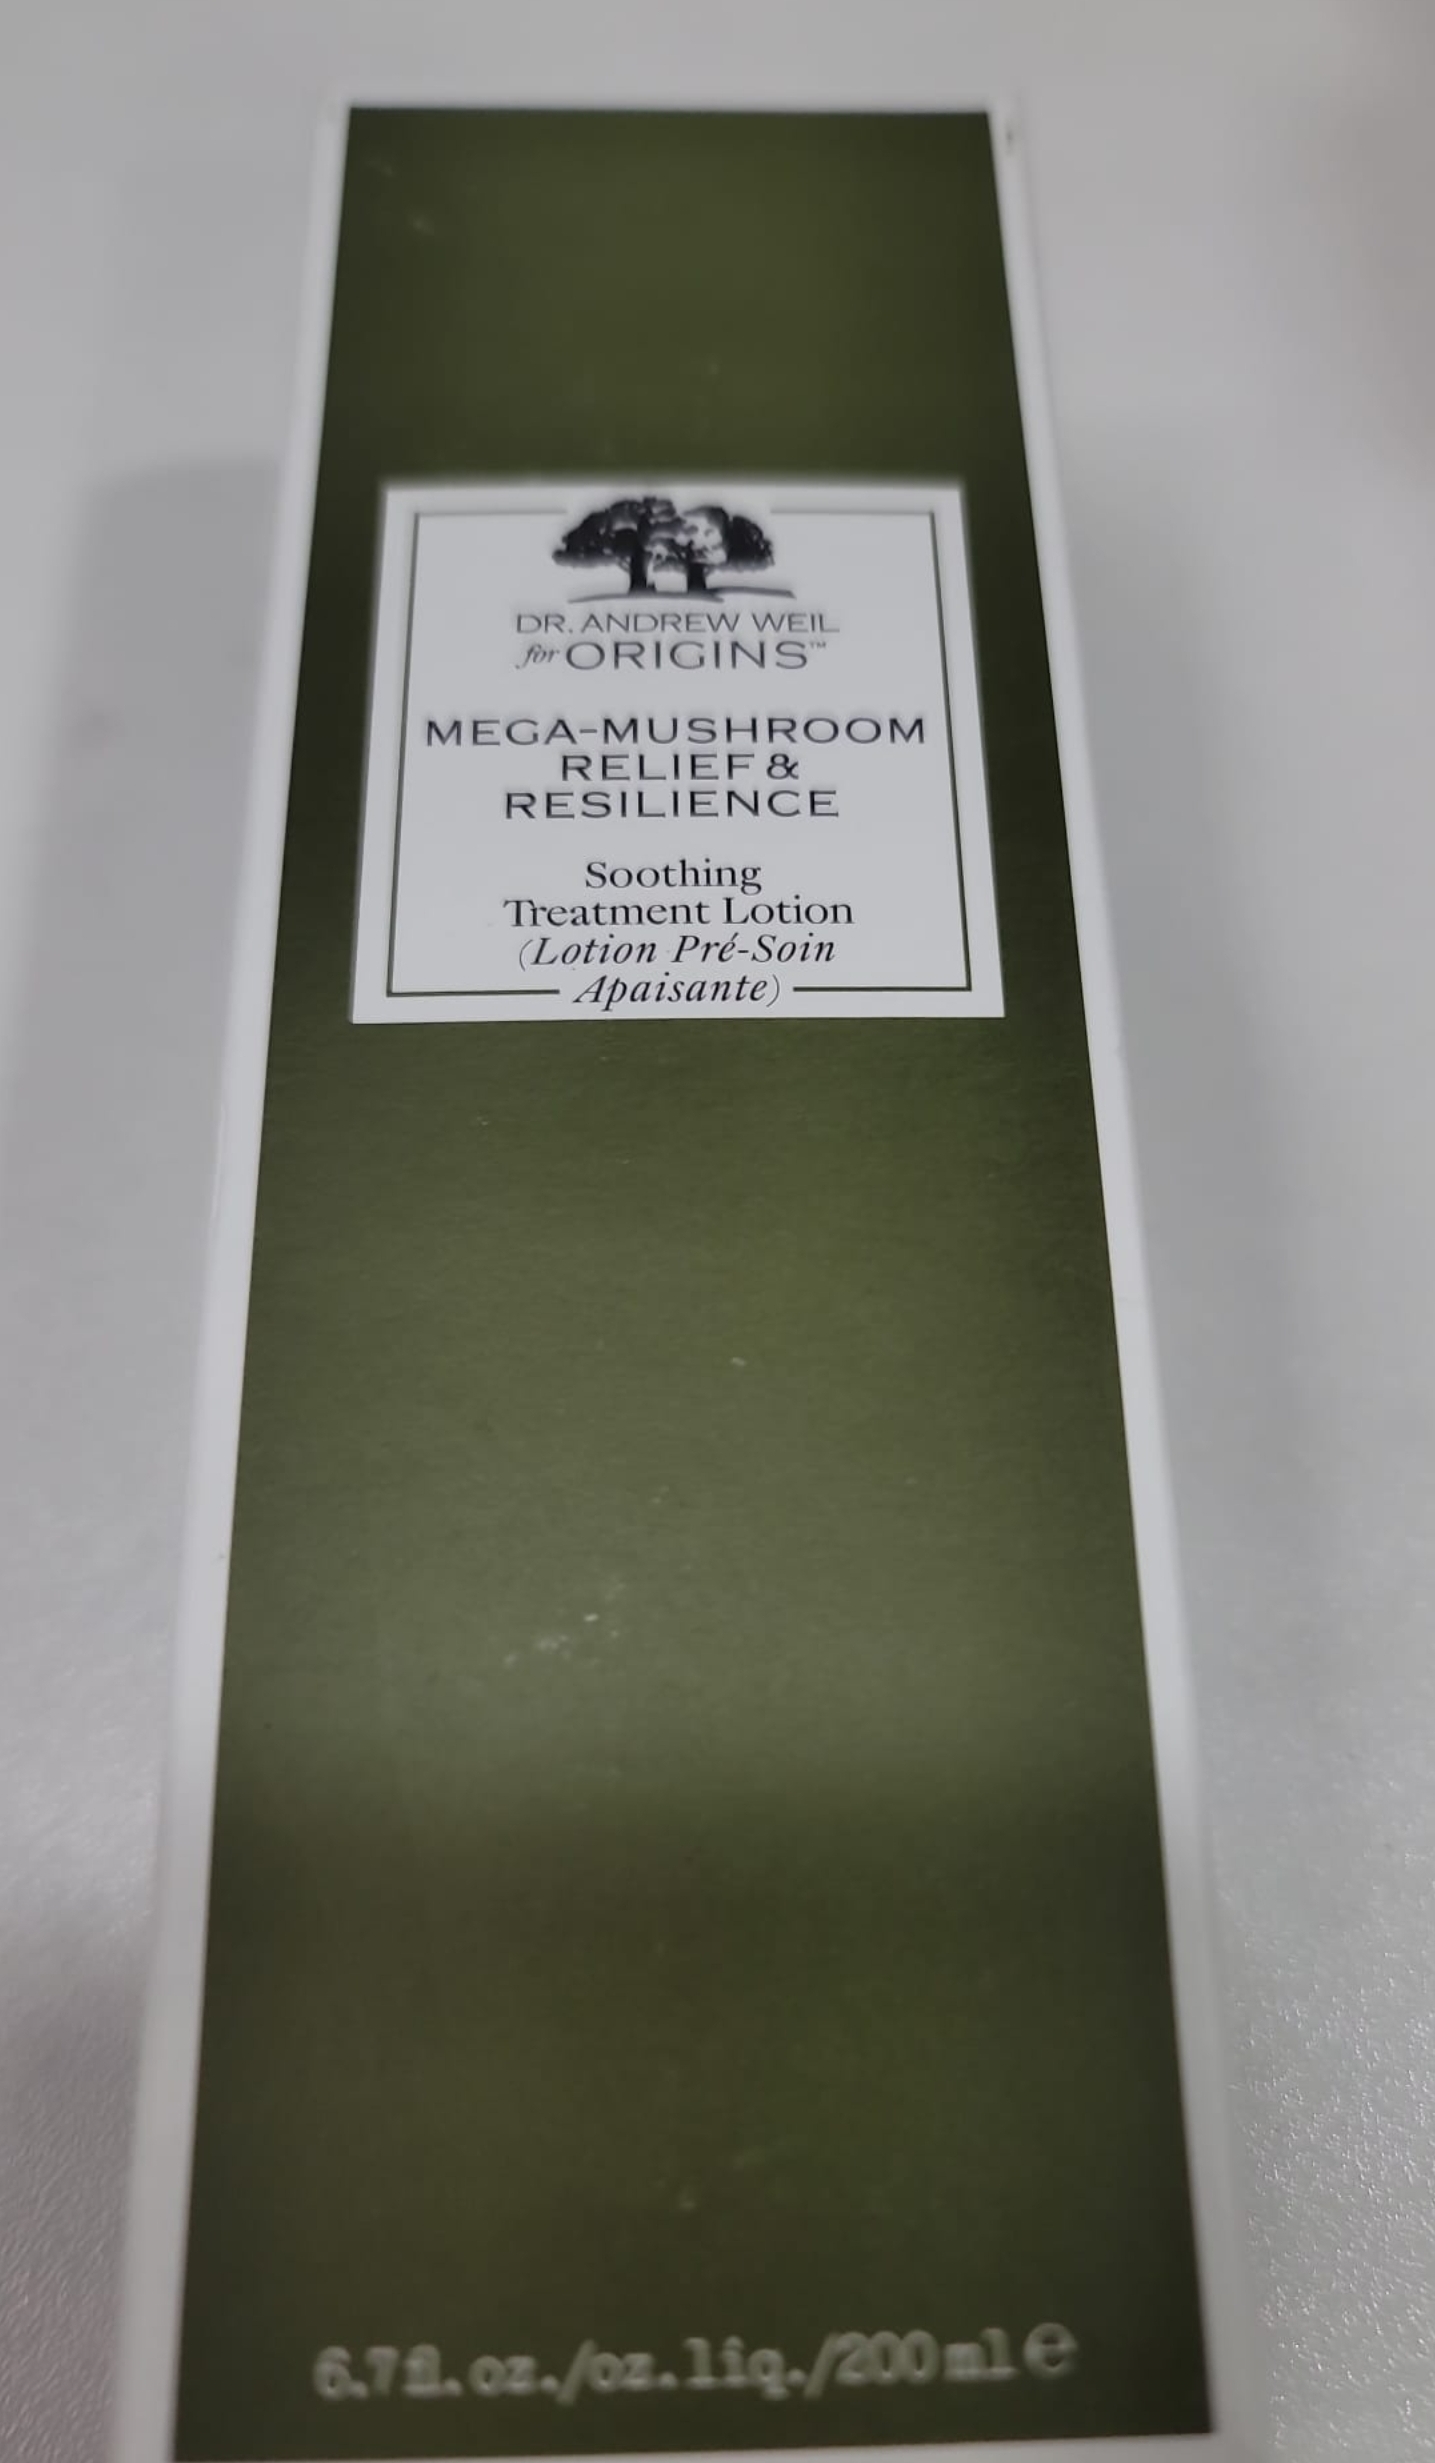 DR. ANDREW WEIL
for ORIGINS™
MEGA-MUSHROOM
RELIEF &
RESILIENCE
Soothing
Treatment Lotion
(Lotion Pré-Soin
Apaisante)
6.7 fl. oz./oz. liq./200 ml e